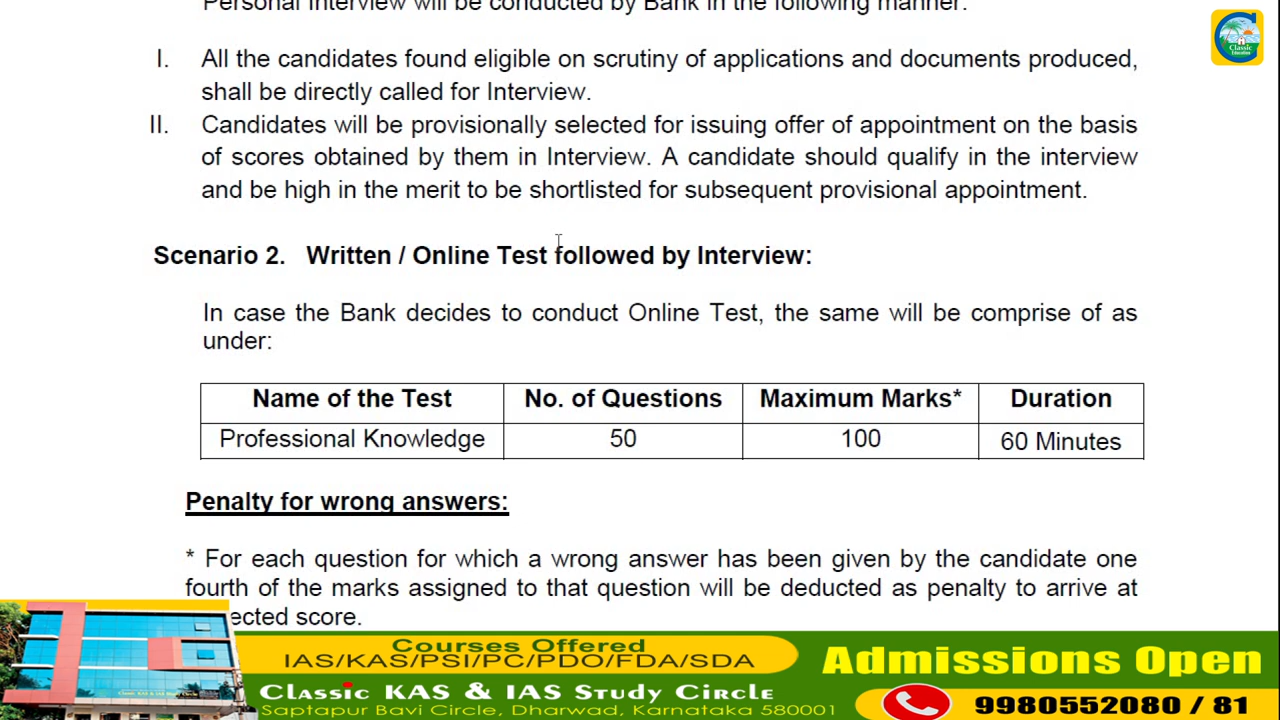 Personal Interview will be conducted by Bank in the following manner.
I. All the candidates found eligible on scrutiny of applications and documents produced,
shall be directly called for Interview.
II. Candidates will be provisionally selected for issuing offer of appointment on the basis
of scores obtained by them in Interview. A candidate should qualify in the interview
and be high in the merit to be shortlisted for subsequent provisional appointment.
Scenario 2. Written / Online Test followed by Interview:
In case the Bank decides to conduct Online Test, the same will be comprise of as
under:
Name of the Test No. of Questions Maximum Marks* Duration
Professional Knowledge 50 100 60 Minutes
Penalty for wrong answers:
* For each question for which a wrong answer has been given by the candidate one
fourth of the marks assigned to that question will be deducted as penalty to arrive at
ected score.
Classic
Education
Courses Offered
IAS/KAS/PSI/PC/PDO/FDA/SDA
Classic KAS & IAS Study Circle
Saptapur Bavi Circle, Dharwad, Karnataka 580001
Admissions Open
9980552080 / 81